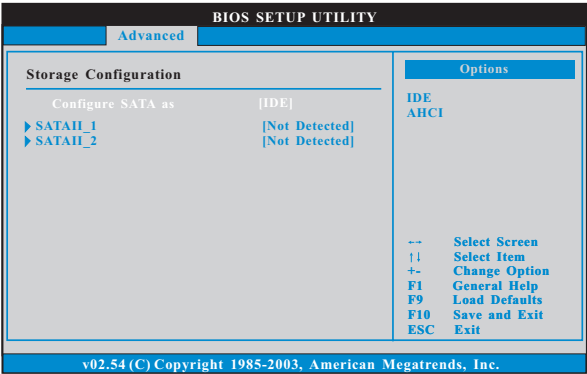 BIOS SETUP UTILITY
Advanced
Storage Configuration
Configure SATA as [IDE]
SATAII_1 [Not Detected]
SATAII_2 [Not Detected]
Options
IDE
AHCI
←→ Select Screen
↑↓ Select Item
+- Change Option
F1 General Help
F9 Load Defaults
F10 Save and Exit
ESC Exit
v02.54 (C) Copyright 1985-2003, American Megatrends, Inc.